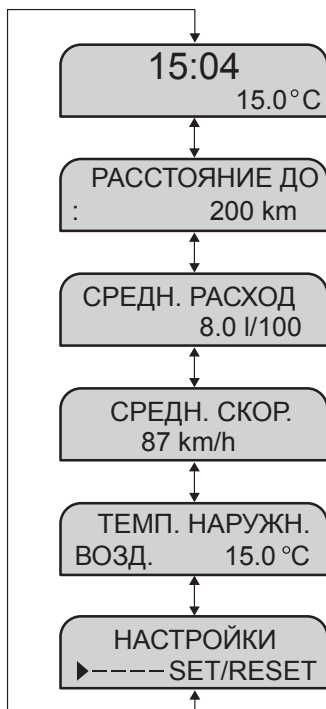 15:04
15.0°C
РАССТОЯНИЕ ДО
: 200 km
СРЕДН. РАСХОД
8.0 l/100
СРЕДН. СКОР.
87 km/h
ТЕМП. НАРУЖН.
ВОЗД. 15.0 °C
НАСТРОЙКИ
----SET/RESET